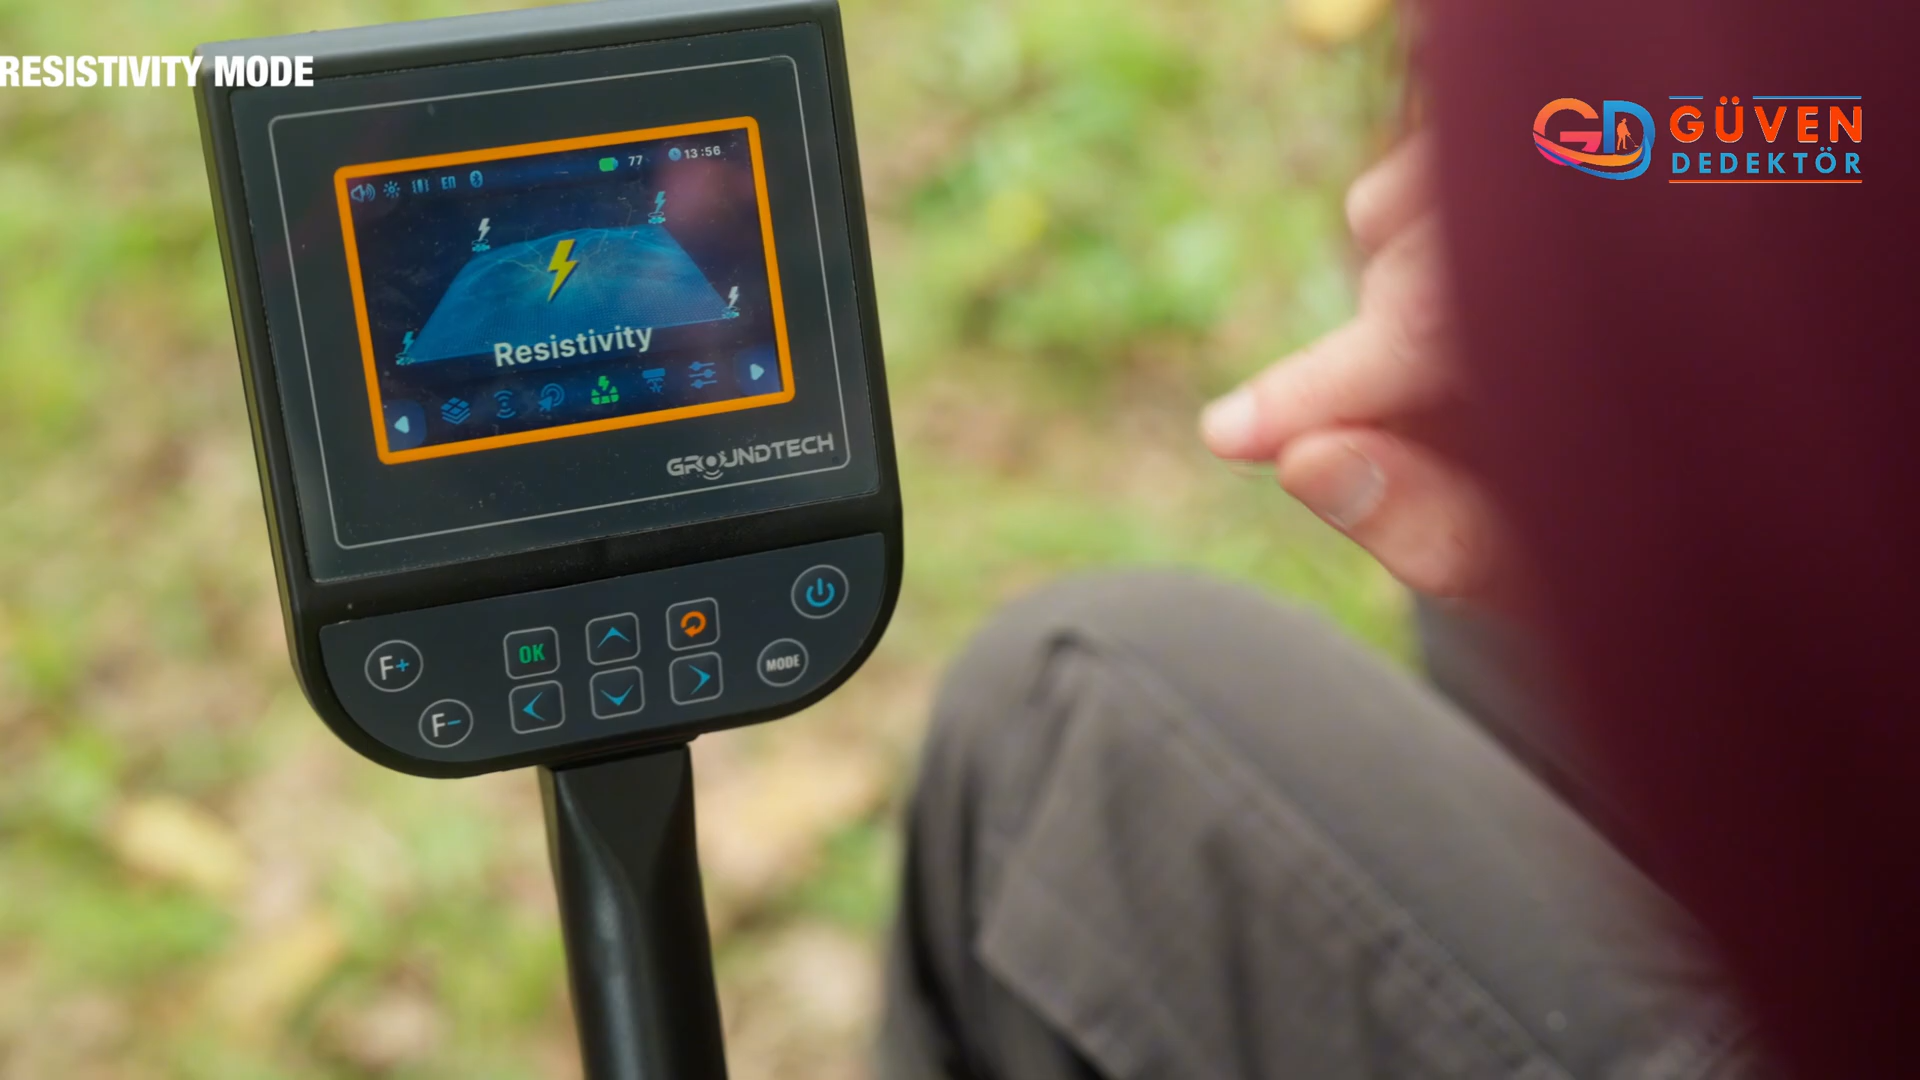 RESISTIVITY MODE
GÜVEN
DEDEKTÖR
EN
77
13:56
Resistivity
GROUNDTECH
F+
OK
MODE
F-